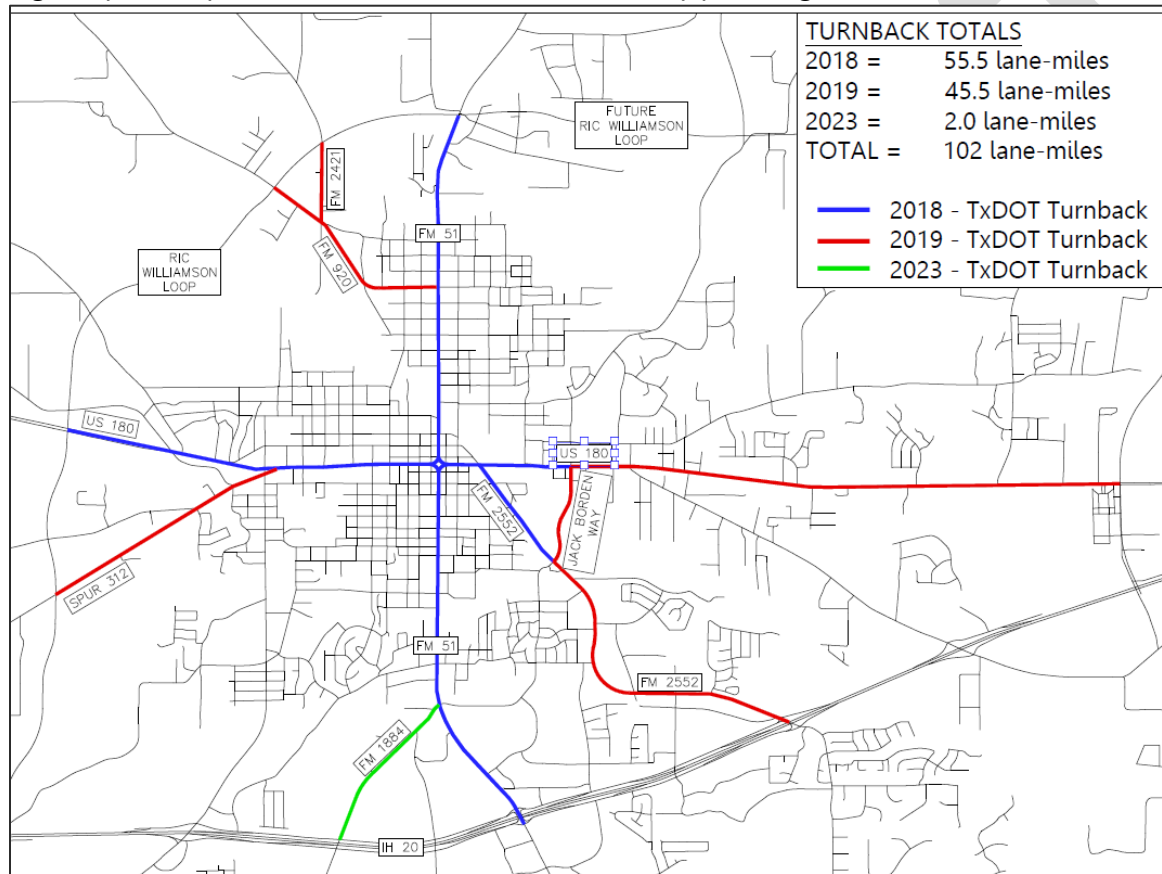 TURNBACK TOTALS
2018 = 55.5 lane-miles
2019 = 45.5 lane-miles
2023 = 2.0 lane-miles
TOTAL = 102 lane-miles
2018 - TxDOT Turnback
2019 - TxDOT Turnback
2023 - TxDOT Turnback
FUTURE
RIC WILLIAMSON
LOOP
FM 2421
FM 51
FM 920
RIC
WILLIAMSON
LOOP
US 180
US 180
FM 2552
JACK BORDEN
WAY
SPUR 312
FM 51
FM 2552
FM 1884
IH 20